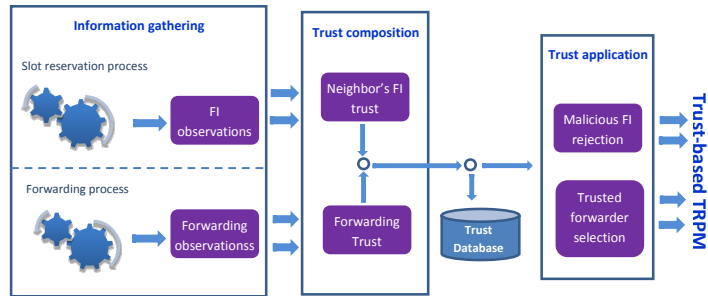 Information gathering
Slot reservation process
FI
observations
Forwarding process
Forwarding
observationss
Trust composition
Neighbor's FI
trust
Forwarding
Trust
Trust
Database
Trust application
Malicious FI
rejection
Trusted
forwarder
selection
Trust-based TRPM